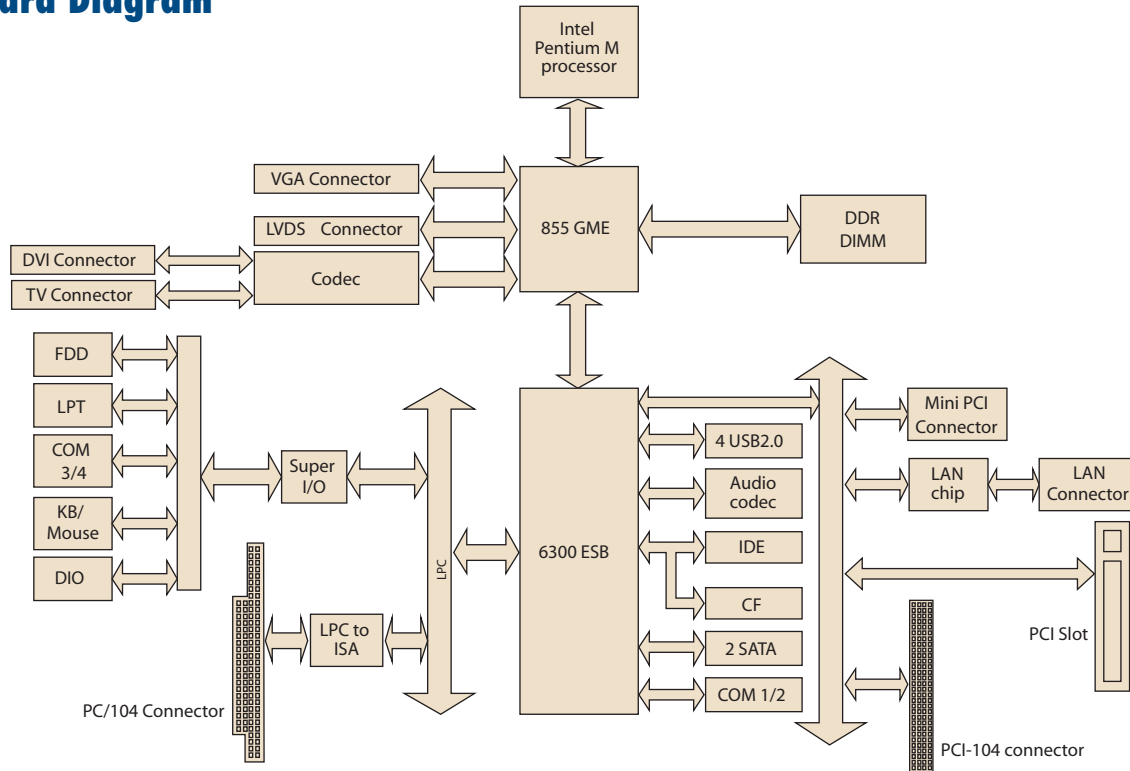 Diagram
Intel
Pentium M
processor
VGA Connector
LVDS Connector
855 GME
DDR
DIMM
DVI Connector
Codec
TV Connector
FDD
LPT
COM
3/4
KB/
Mouse
DIO
Super
I/O
LPC
LPC to
ISA
PC/104 Connector
6300 ESB
4 USB2.0
Audio
codec
IDE
CF
2 SATA
COM 1/2
Mini PCI
Connector
LAN
chip
LAN
Connector
PCI Slot
PCI-104 connector